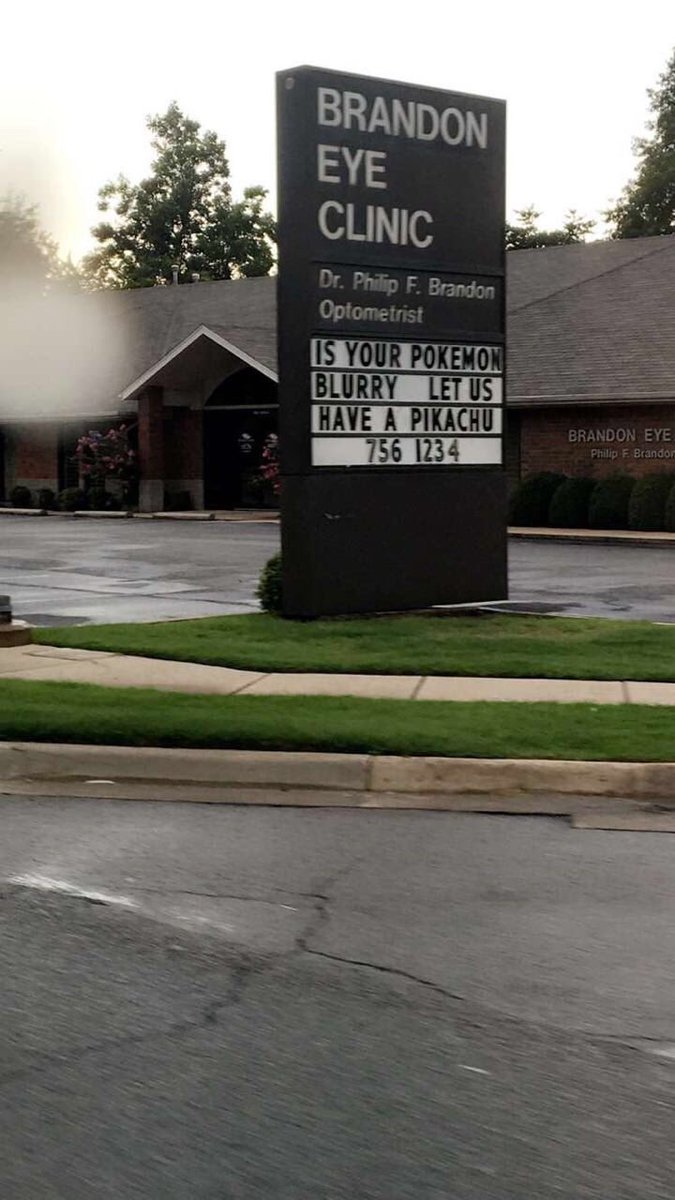 BRANDON
EYE
CLINIC
Dr. Philip F. Brandon
Optometrist
IS YOUR POKEMON
BLURRY LET US
HAVE A PIKACHU
756 1234
BRANDON EYE
Philip F. Brandon